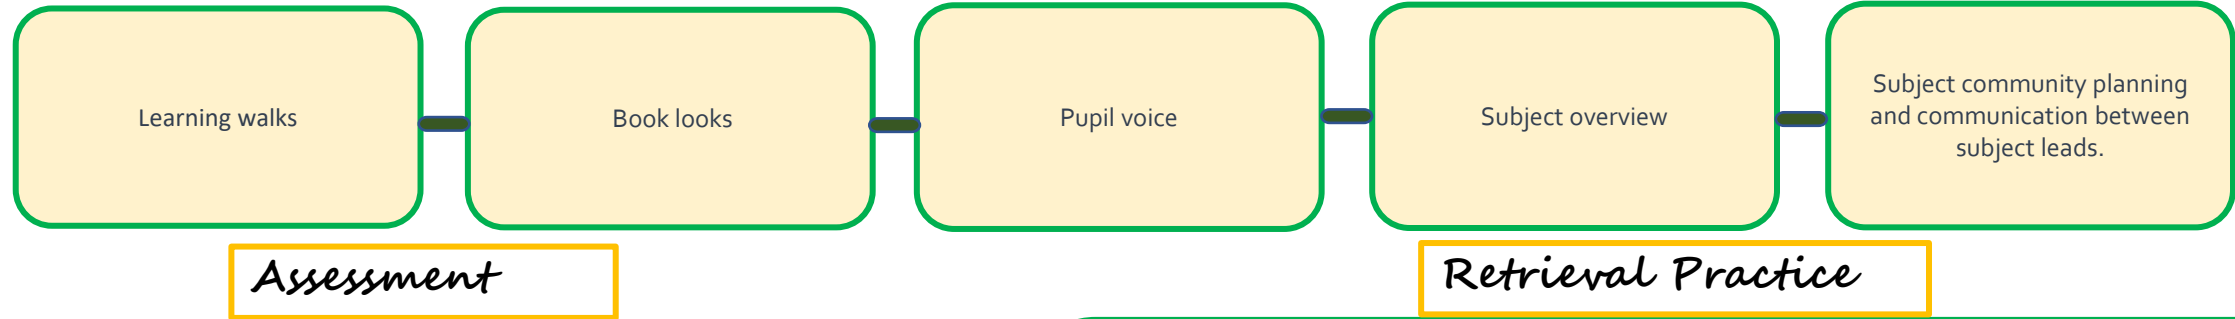 Learning walks
Book looks
Pupil voice
Subject overview
Subject community planning
and communication between
subject leads.
Assessment
Retrieval Practice